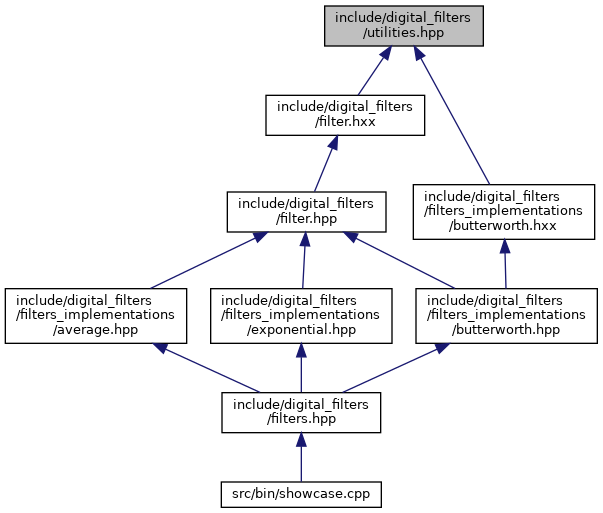 include/digital_filters
/utilities.hpp
include/digital_filters
/filter.hxx
include/digital_filters
/filter.hpp
include/digital_filters
/filters_implementations
/butterworth.hxx
include/digital_filters
/filters_implementations
/average.hpp
include/digital_filters
/filters_implementations
/exponential.hpp
include/digital_filters
/filters_implementations
/butterworth.hpp
include/digital_filters
/filters.hpp
src/bin/showcase.cpp